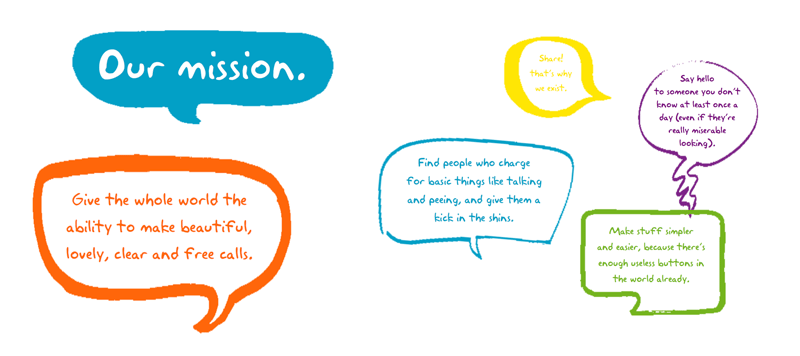 Our mission.
Give the whole world the
ability to make beautiful,
lovely, clear and free calls.
Share!
that's why
we exist.
Find people who charge
for basic things like talking
and peeing, and give them a
kick in the shins.
Say hello
to someone you don't
know at least once a
day (even if they're
really miserable
looking).
Make stuff simpler
and easier, because there's
enough useless buttons in
the world already.